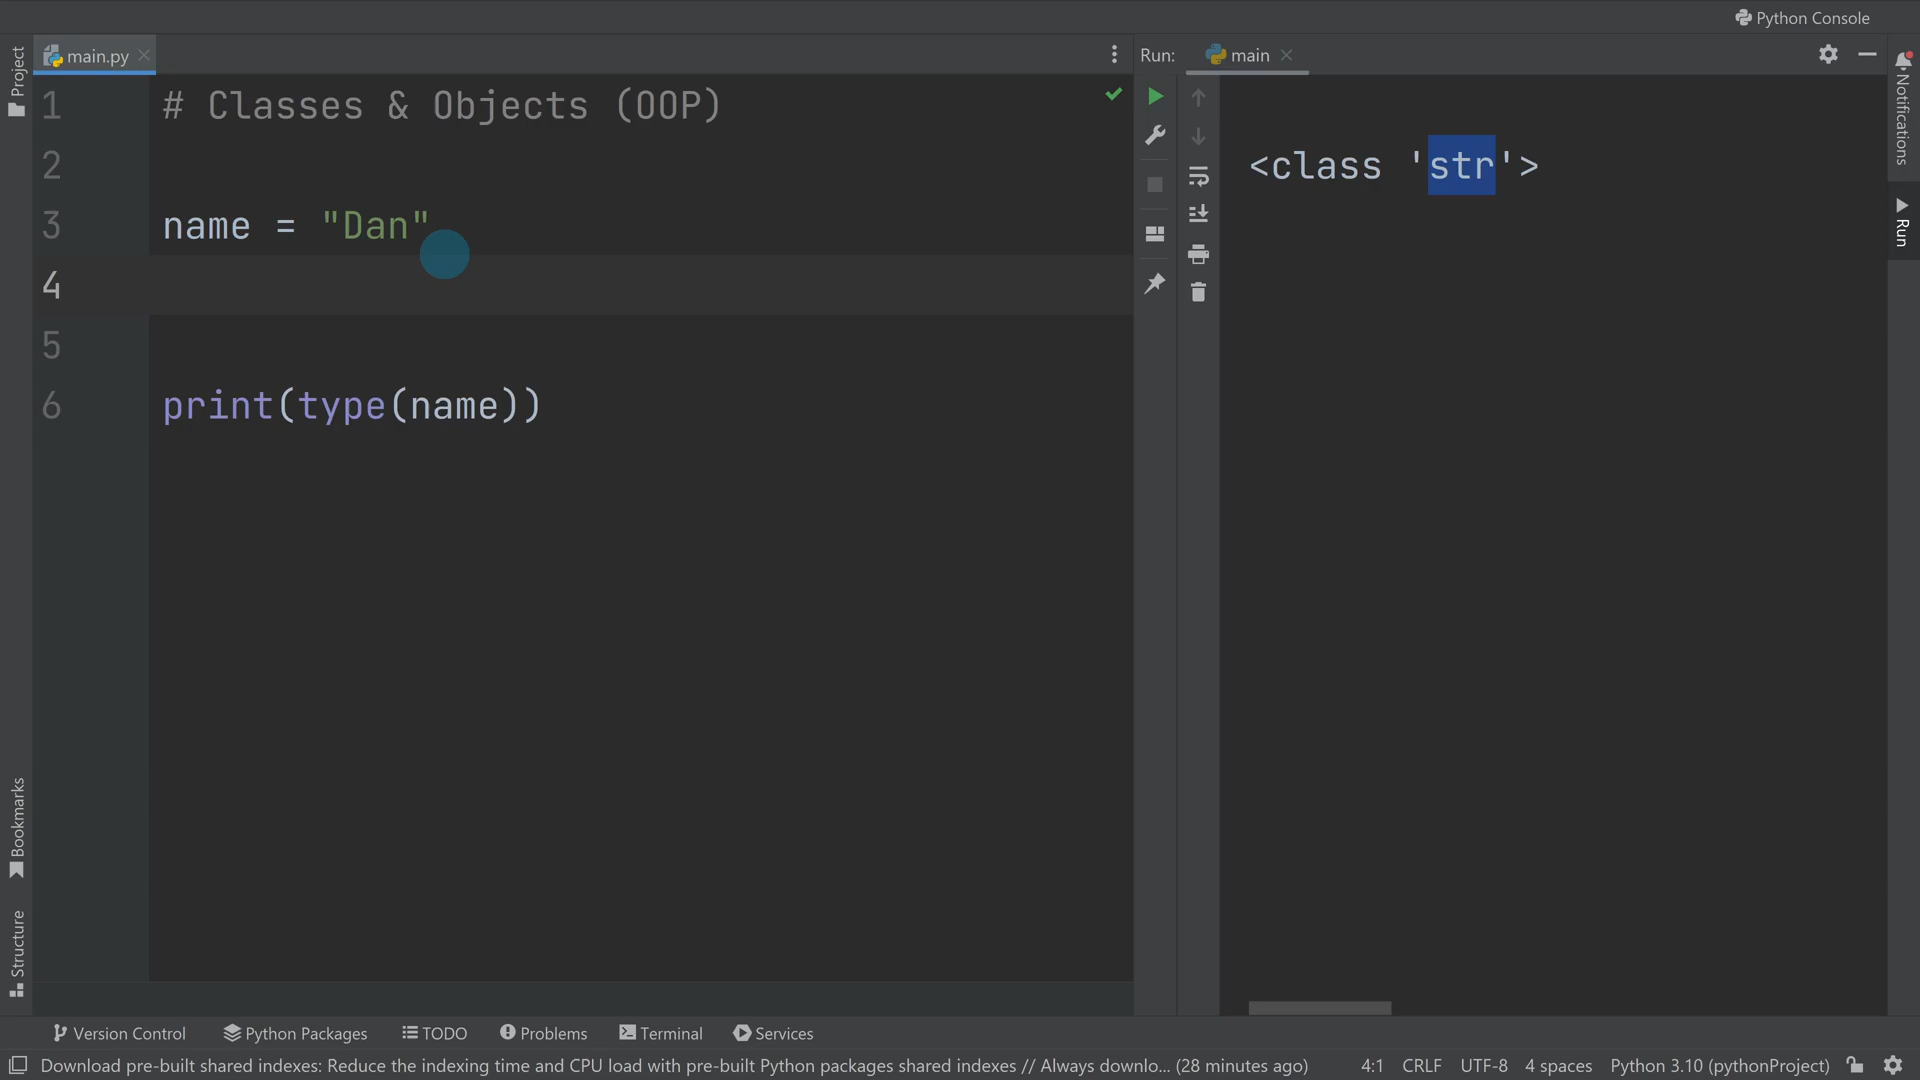 Python Console
Project
main.py
Run:
main
Notifications
1 # Classes & Objects (OOP)
2
3 name = "Dan"
4
5
6 print(type(name))
<class 'str'>
Run
Bookmarks
Structure
Version Control
Python Packages
TODO
Problems
Terminal
Services
Download pre-built shared indexes: Reduce the indexing time and CPU load with pre-built Python packages shared indexes // Always downlo... (28 minutes ago)
4:1
CRLF
UTF-8
4 spaces
Python 3.10 (pythonProject)